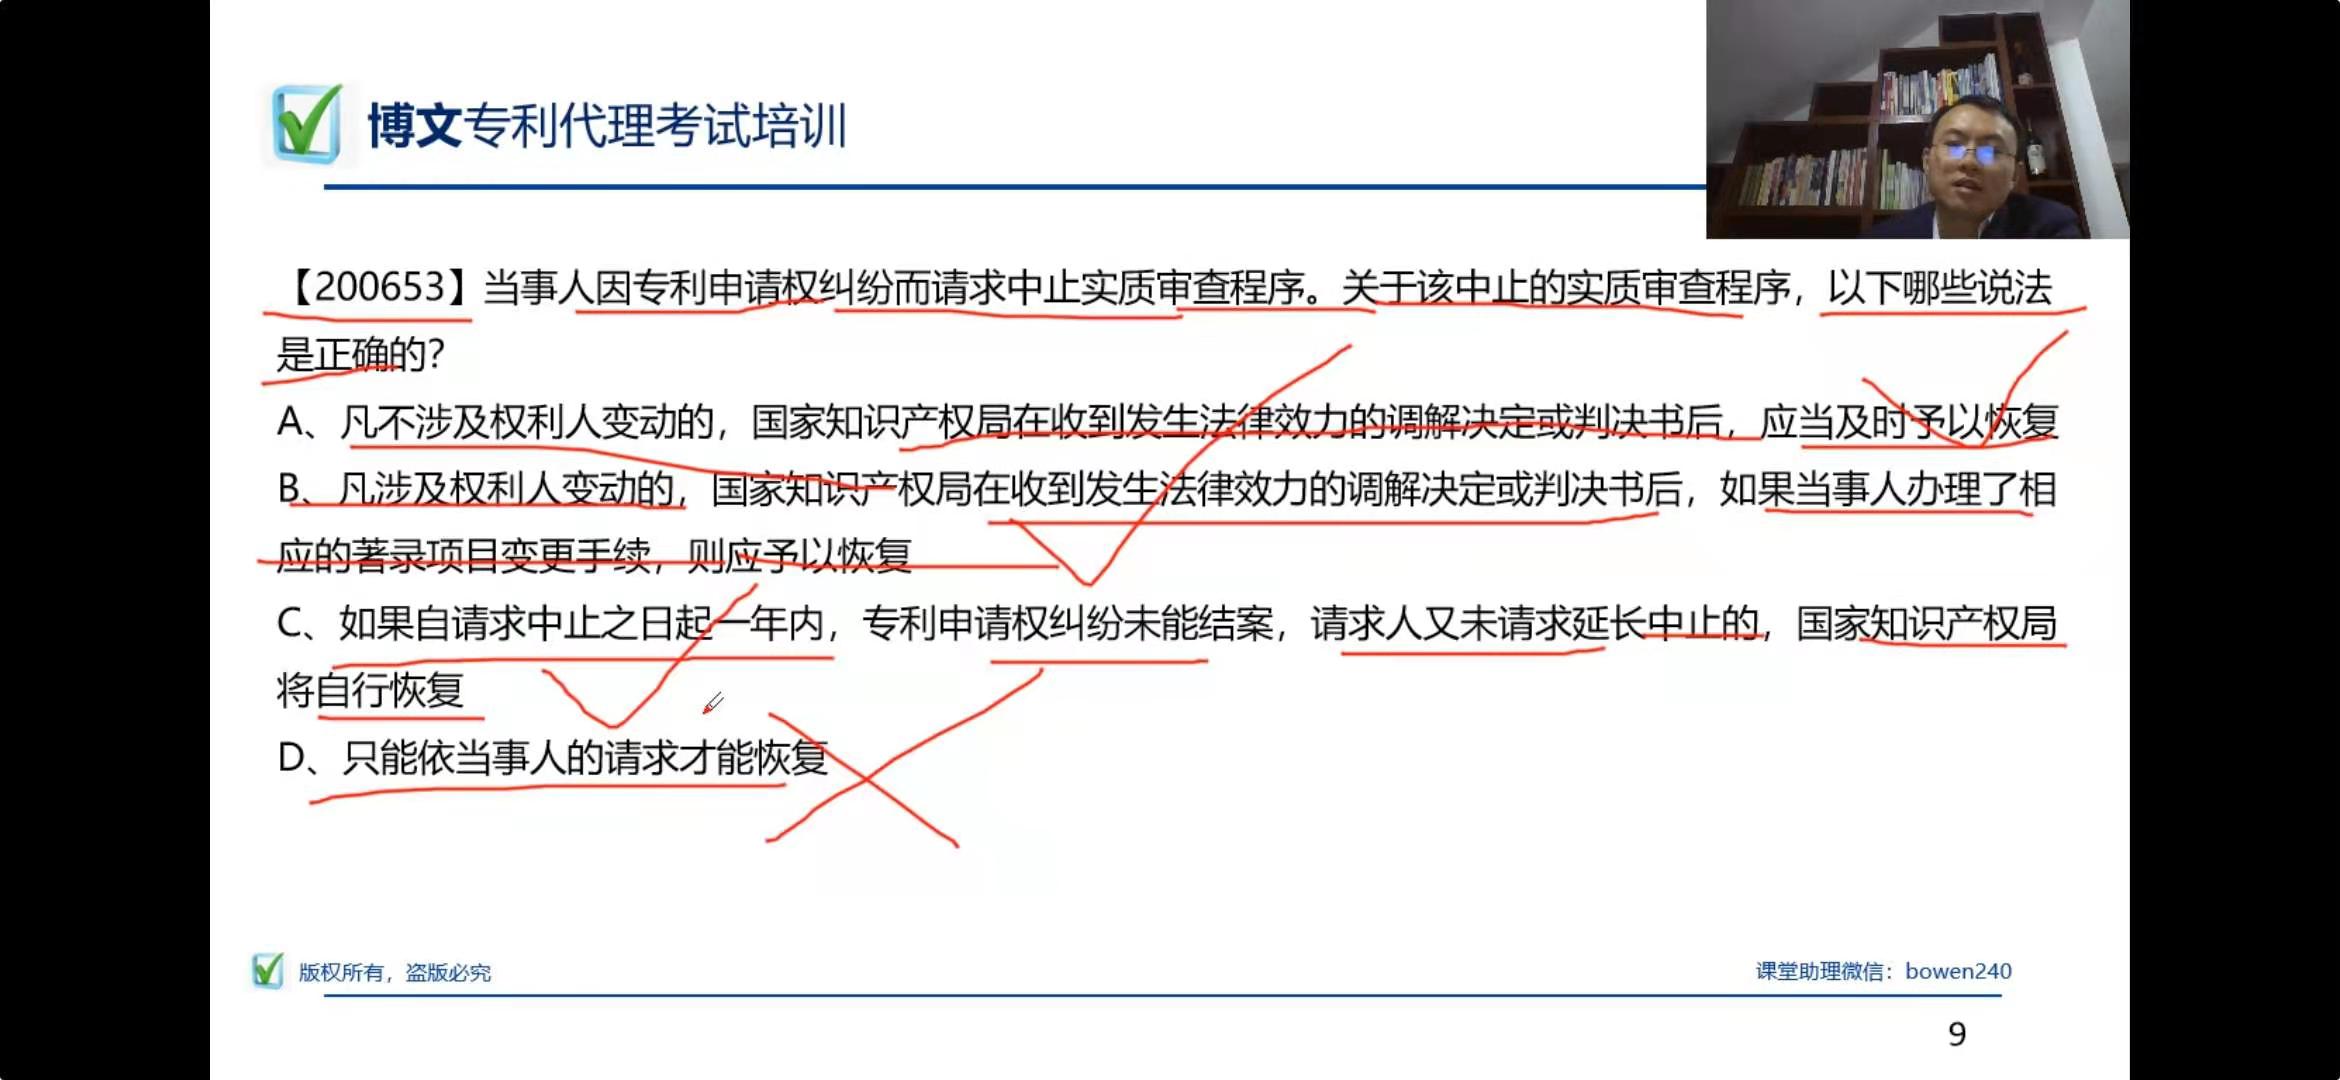 博文专利代理考试培训
【200653】当事人因专利申请权纠纷而请求中止实质审查程序。关于该中止的实质审查程序，以下哪些说法
是正确的？
A、凡不涉及权利人变动的，国家知识产权局在收到发生法律效力的调解决定或判决书后，应当及时予以恢复
B、凡涉及权利人变动的，国家知识产权局在收到发生法律效力的调解决定或判决书后，如果当事人办理了相
应的著录项目变更手续，则应予以恢复
C、如果自请求中止之日起一年内，专利申请权纠纷未能结案，请求人又未请求延长中止的，国家知识产权局
将自行恢复
D、只能依当事人的请求才能恢复
版权所有，盗版必究
课堂助理微信：bowen240
9